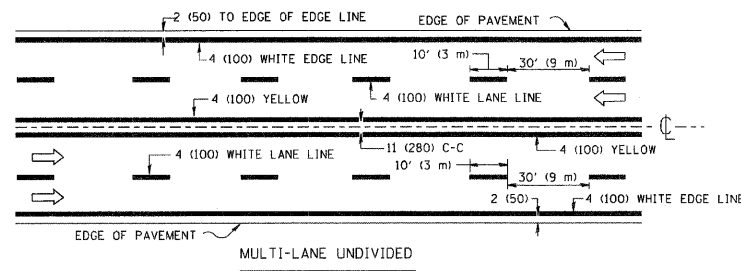 2 (50) TO EDGE OF EDGE LINE
EDGE OF PAVEMENT
4 (100) WHITE EDGE LINE
10' (3 m)
30' (9 m)
4 (100) YELLOW
4 (100) WHITE LANE LINE
℄
11 (280) C-C
4 (100) YELLOW
4 (100) WHITE LANE LINE
10' (3 m)
30' (9 m)
2 (50)
4 (100) WHITE EDGE LINE
EDGE OF PAVEMENT
MULTI-LANE UNDIVIDED